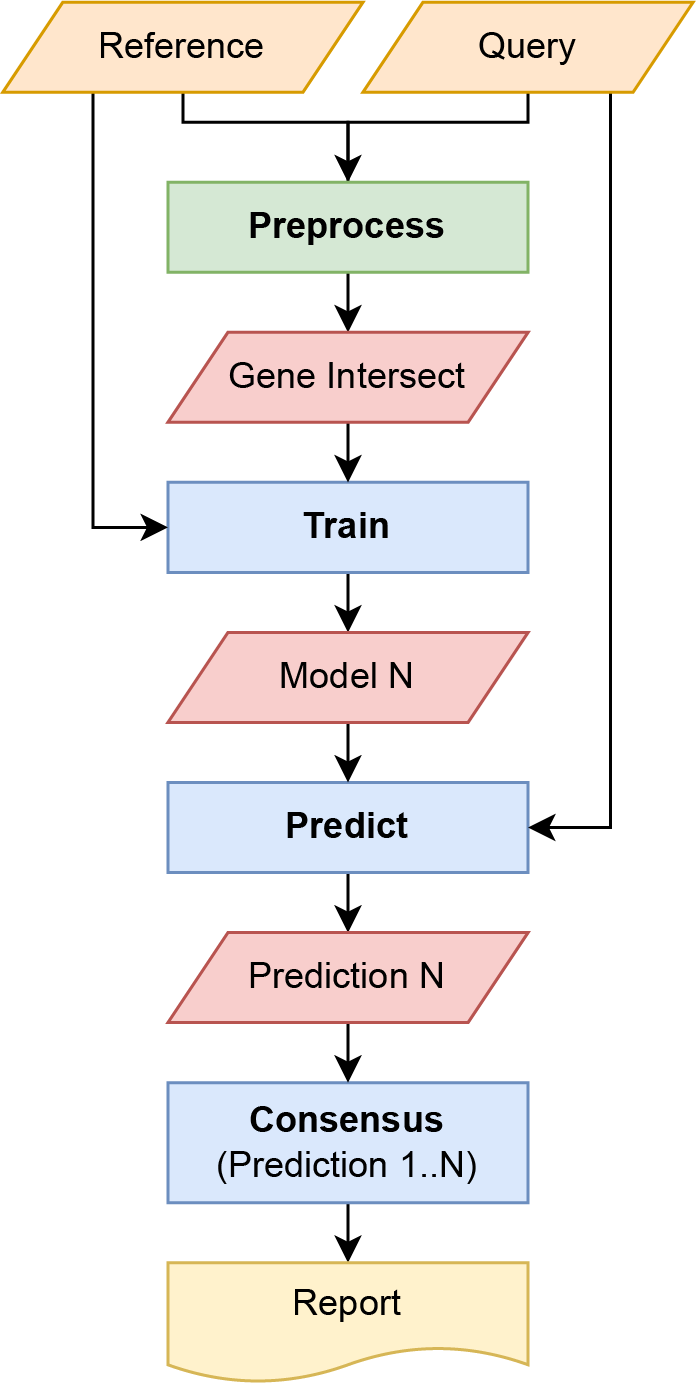 Reference
Query
Preprocess
Gene Intersect
Train
Model N
Predict
Prediction N
Consensus
(Prediction 1..N)
Report